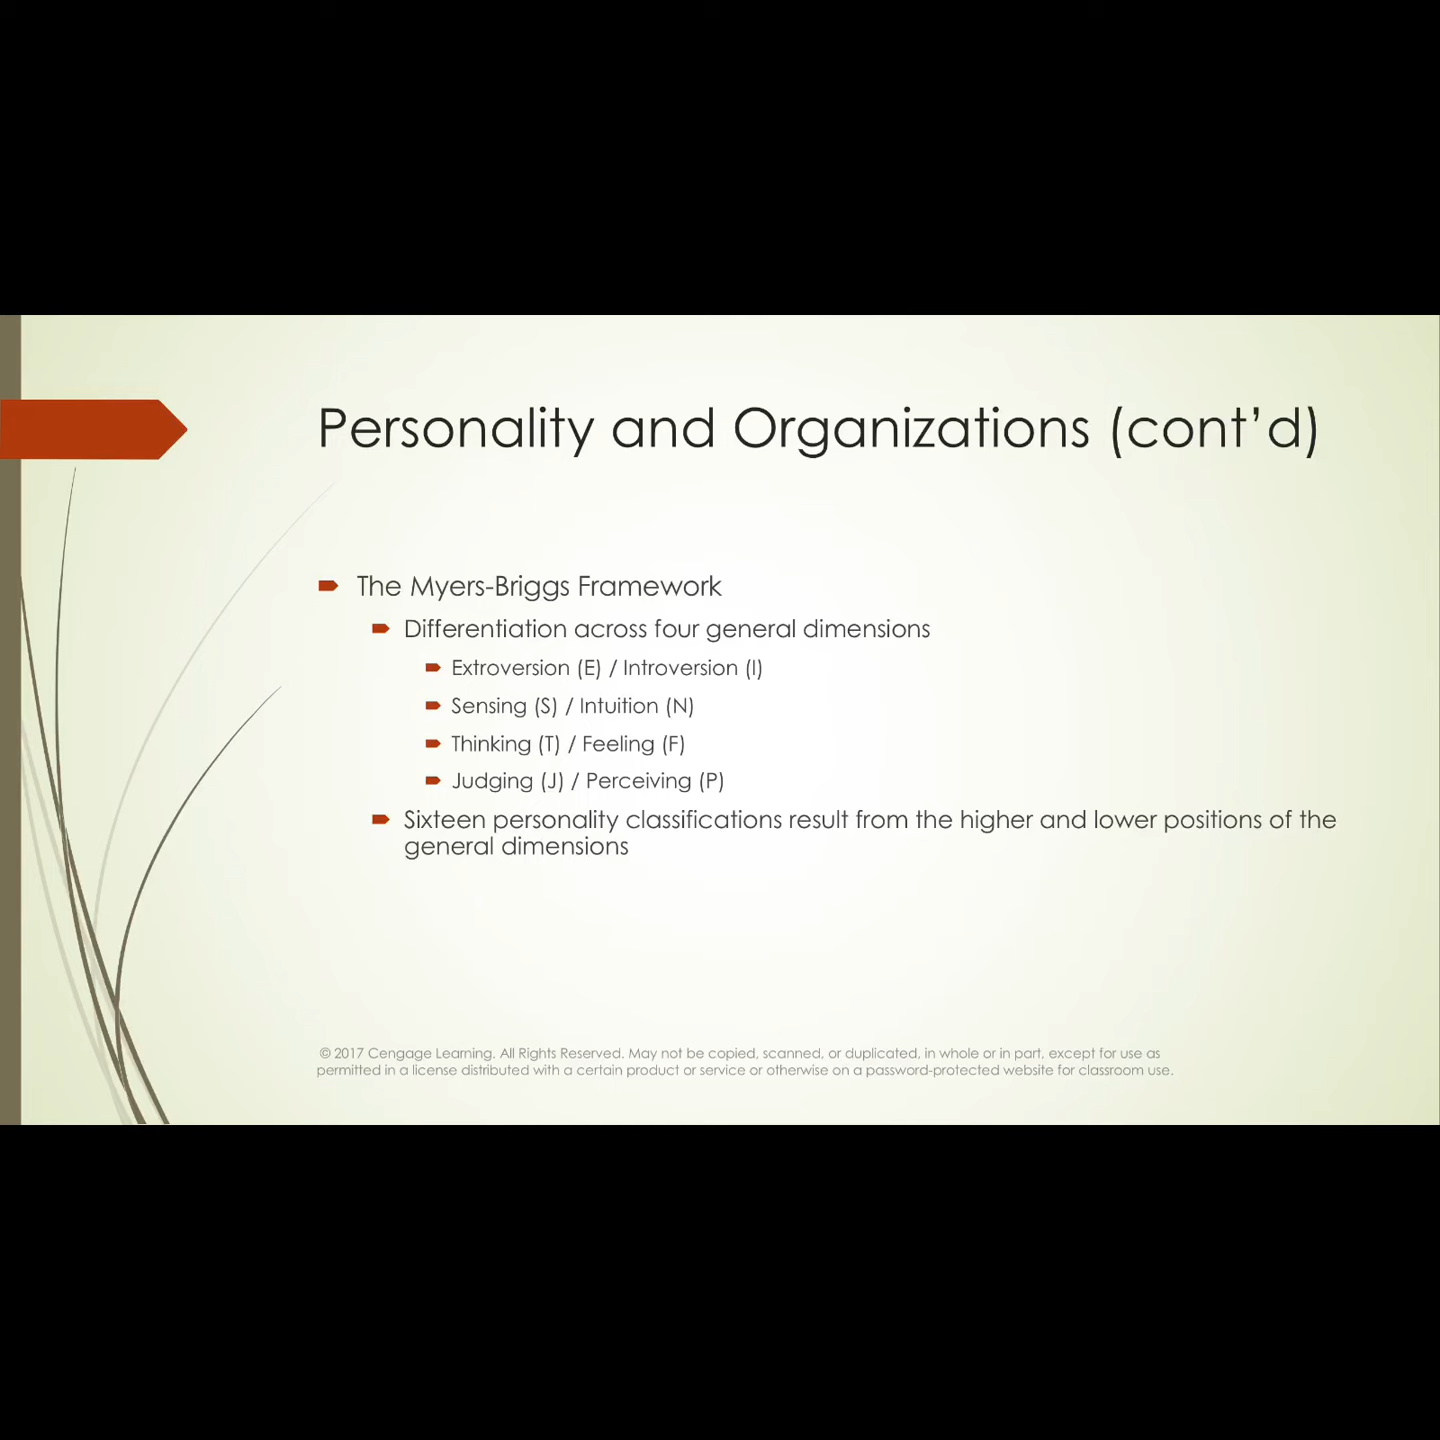 Personality and Organizations (cont’d)
The Myers-Briggs Framework
Differentiation across four general dimensions
Extroversion (E) / Introversion (I)
Sensing (S) / Intuition (N)
Thinking (T) / Feeling (F)
Judging (J) / Perceiving (P)
Sixteen personality classifications result from the higher and lower positions of the
general dimensions
© 2017 Cengage Learning. All Rights Reserved. May not be copied, scanned, or duplicated, in whole or in part, except for use as
permitted in a license distributed with a certain product or service or otherwise on a password-protected website for classroom use.